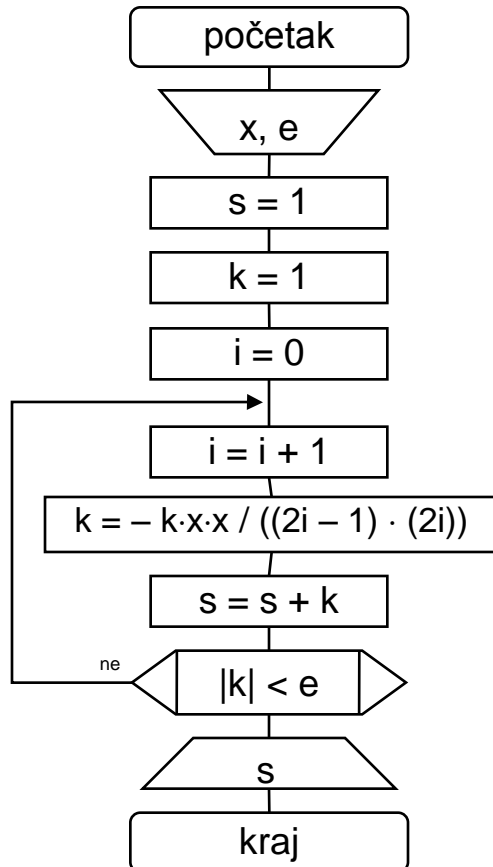 početak
x, e
s = 1
k = 1
i = 0
i = i + 1
k = – k·x·x / ((2i – 1) · (2i))
s = s + k
ne
|k| < e
s
kraj